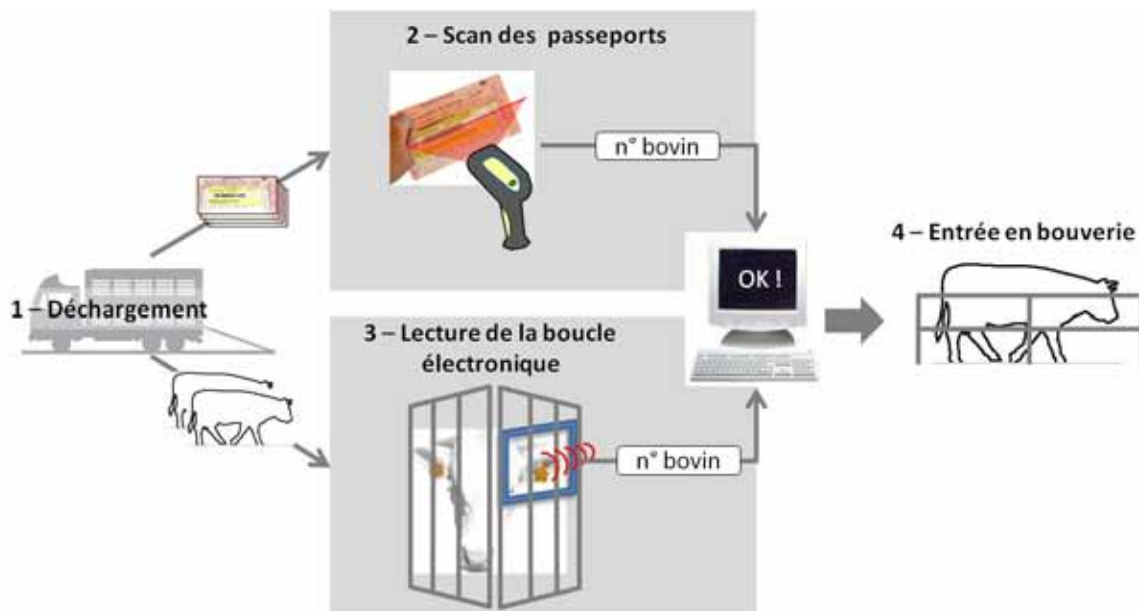 2 – Scan des passeports
n° bovin
4 – Entrée en bouverie
OK !
1 – Déchargement
3 – Lecture de la boucle
électronique
n° bovin